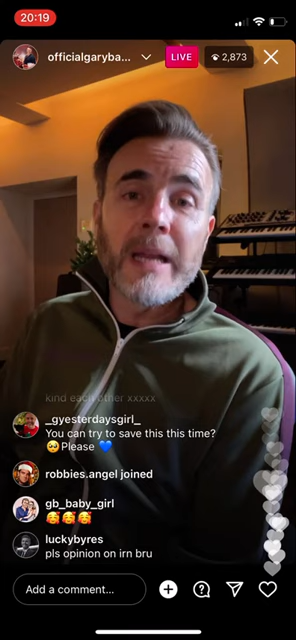 20:19
officialgaryba...
LIVE
2,873
kind each other xxxxx
_gyesterdaysgirl_
You can try to save this this time?
🥺Please 💙
robbies.angel joined
gb_baby_girl
🥰🥰🥰
luckybyres
pls opinion on irn bru
Add a comment...